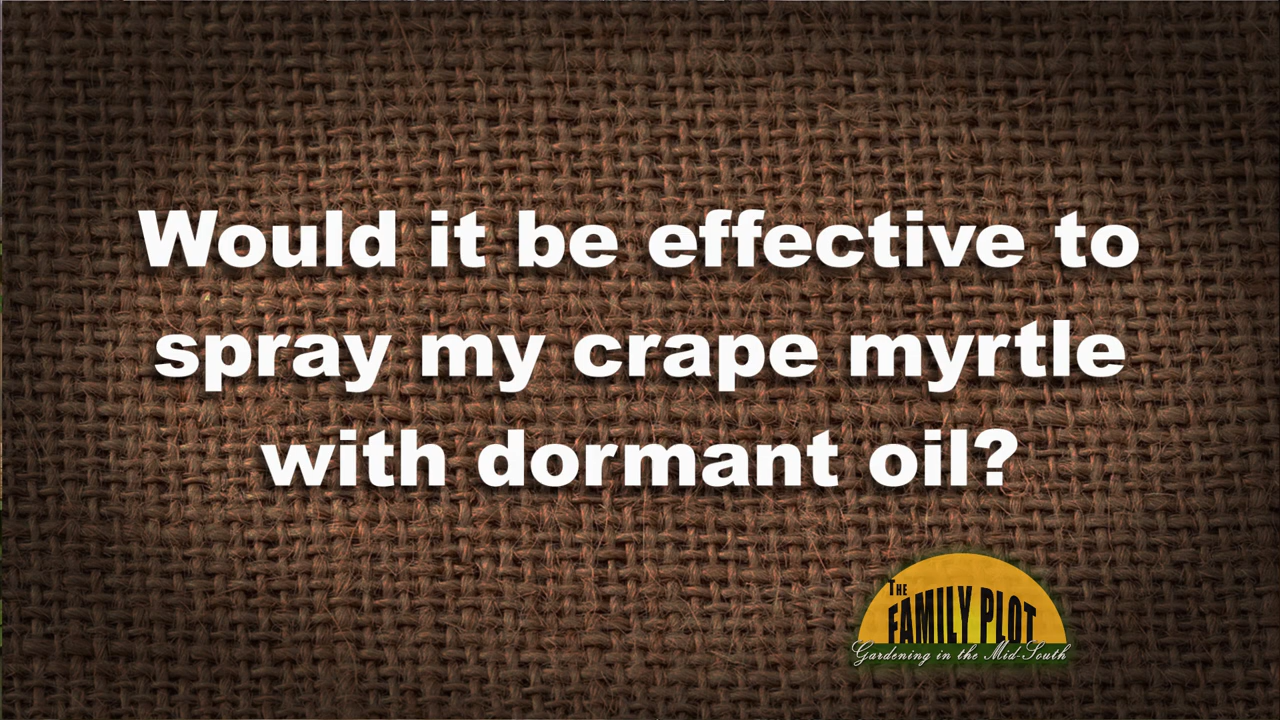 Would it be effective to
spray my crape myrtle
with dormant oil?
THE
FAMILY PLOT
Gardening in the Mid-South